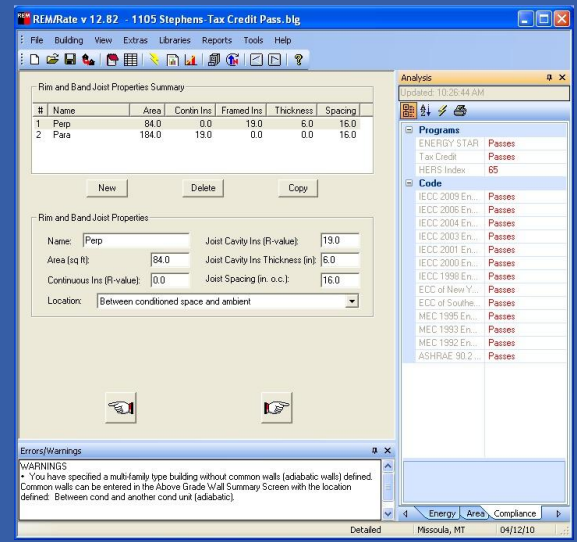 REM/Rate v 12.82 - 1105 Stephens-Tax Credit Pass.blg
File Building View Extras Libraries Reports Tools Help
Rim and Band Joist Properties Summary
# Name Area Contin Ins Framed Ins Thickness Spacing
1 Perp 84.0 0.0 19.0 6.0 16.0
2 Para 184.0 19.0 0.0 0.0 16.0
New Delete Copy
Rim and Band Joist Properties
Name: Perp Joist Cavity Ins (R-value): 19.0
Area (sq ft): 84.0 Joist Cavity Ins Thickness (in): 6.0
Continuous Ins (R-value): 0.0 Joist Spacing (in. o.c.): 16.0
Location: Between conditioned space and ambient
Errors/Warnings
WARNINGS
• You have specified a multi-family type building without common walls (adiabatic walls) defined.
Common walls can be entered in the Above Grade Wall Summary Screen with the location
defined: Between cond and another cond unit (adiabatic).
Analysis
Updated: 10:26:44 AM
Programs
ENERGY STAR Passes
Tax Credit Passes
HERS Index 65
Code
IECC 2009 En... Passes
IECC 2006 En... Passes
IECC 2004 En... Passes
IECC 2003 En... Passes
IECC 2001 En... Passes
IECC 2000 En... Passes
IECC 1998 En... Passes
ECC of New Y... Passes
ECC of Southe... Passes
MEC 1995 En... Passes
MEC 1993 En... Passes
MEC 1992 En... Passes
ASHRAE 90.2 ... Passes
Energy Area Compliance
Detailed Missoula, MT 04/12/10